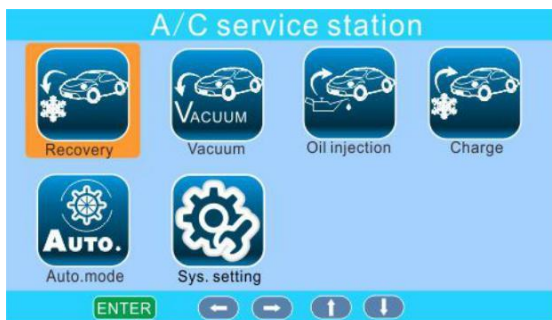 A/C service station
VACUUM
Recovery Vacuum Oil injection Charge
AUTO.
Auto.mode Sys. setting
ENTER